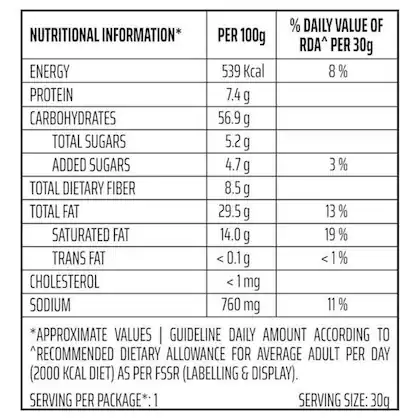 NUTRITIONAL INFORMATION* PER 100g % DAILY VALUE OF RDA^ PER 30g
ENERGY 539 Kcal 8 %
PROTEIN 7.4 g
CARBOHYDRATES 56.9 g
TOTAL SUGARS 5.2 g
ADDED SUGARS 4.7 g 3 %
TOTAL DIETARY FIBER 8.5 g
TOTAL FAT 29.5 g 13 %
SATURATED FAT 14.0 g 19 %
TRANS FAT < 0.1 g < 1 %
CHOLESTEROL < 1 mg
SODIUM 760 mg 11 %
*APPROXIMATE VALUES | GUIDELINE DAILY AMOUNT ACCORDING TO
^RECOMMENDED DIETARY ALLOWANCE FOR AVERAGE ADULT PER DAY
(2000 KCAL DIET) AS PER FSSR (LABELLING & DISPLAY).
SERVING PER PACKAGE*: 1 SERVING SIZE: 30g